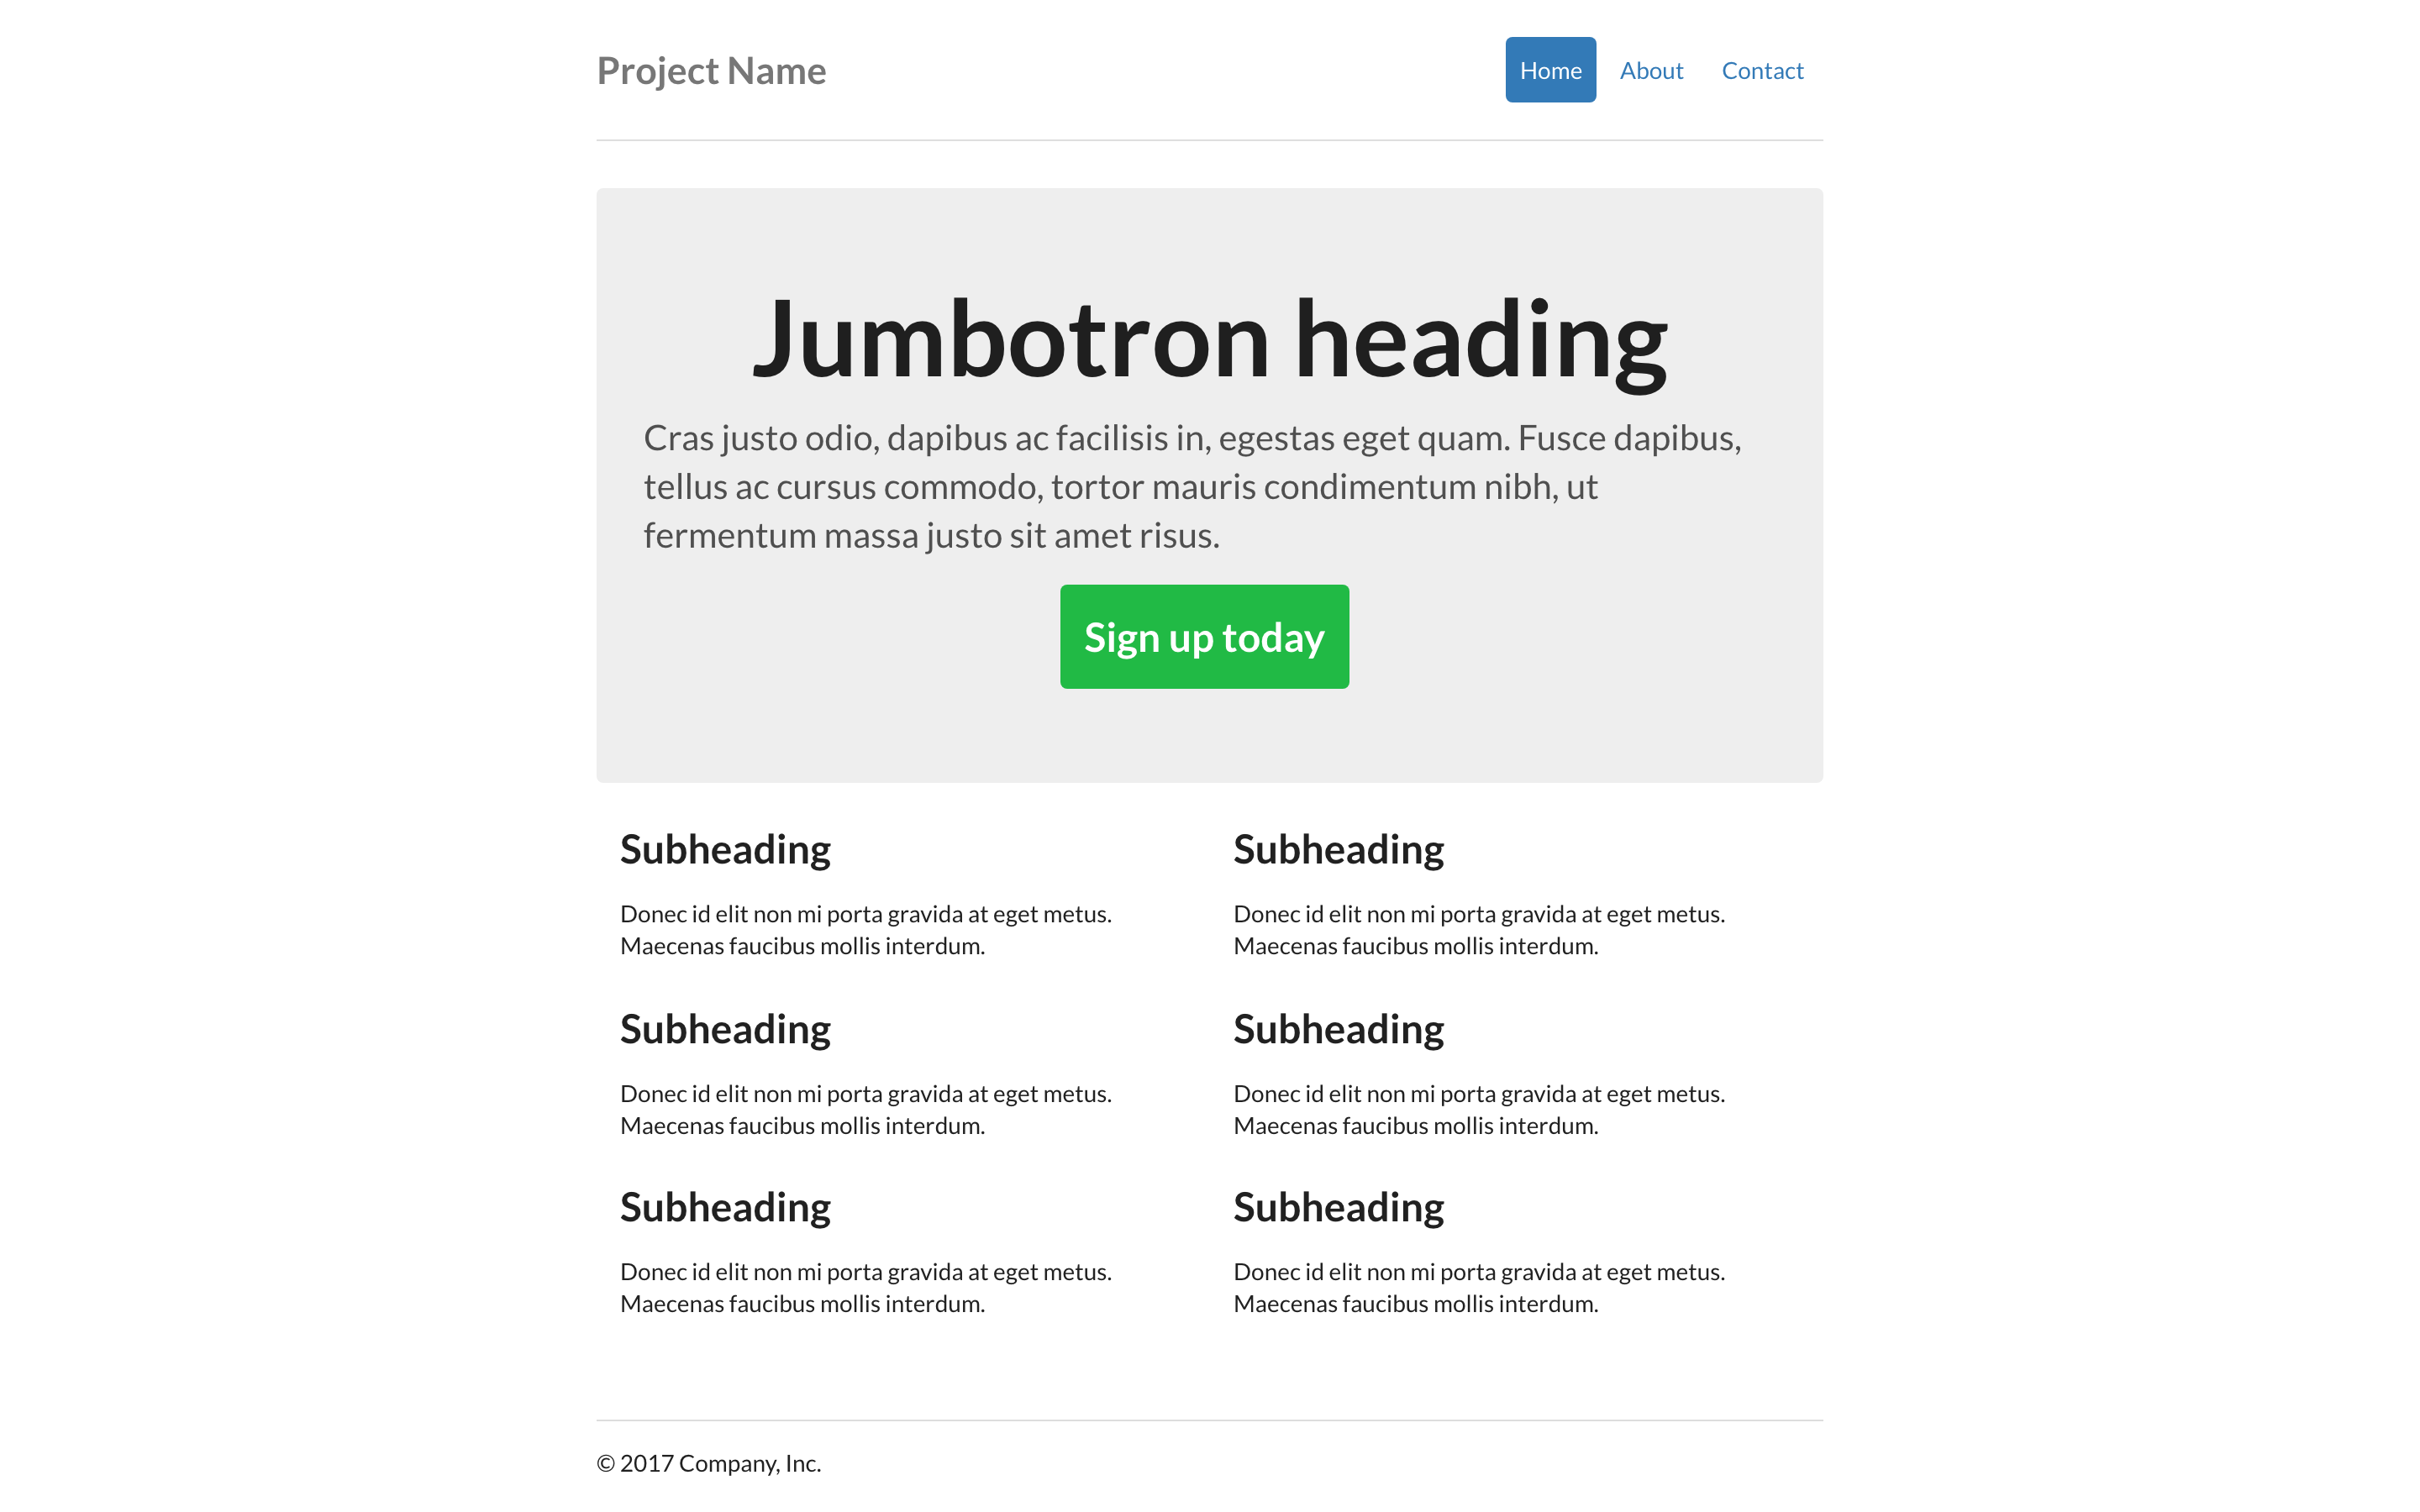 Project Name
Home
About
Contact
Jumbotron heading
Cras justo odio, dapibus ac facilisis in, egestas eget quam. Fusce dapibus,
tellus ac cursus commodo, tortor mauris condimentum nibh, ut
fermentum massa justo sit amet risus.
Sign up today
Subheading
Donec id elit non mi porta gravida at eget metus.
Maecenas faucibus mollis interdum.
Subheading
Donec id elit non mi porta gravida at eget metus.
Maecenas faucibus mollis interdum.
Subheading
Donec id elit non mi porta gravida at eget metus.
Maecenas faucibus mollis interdum.
Subheading
Donec id elit non mi porta gravida at eget metus.
Maecenas faucibus mollis interdum.
Subheading
Donec id elit non mi porta gravida at eget metus.
Maecenas faucibus mollis interdum.
Subheading
Donec id elit non mi porta gravida at eget metus.
Maecenas faucibus mollis interdum.
© 2017 Company, Inc.